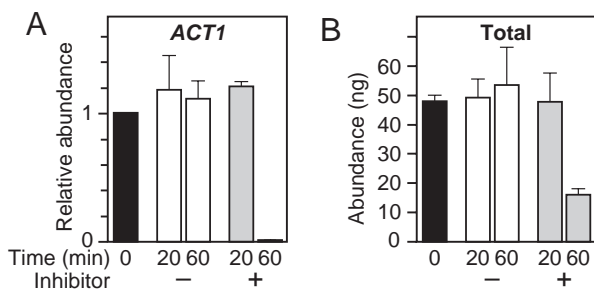 A
ACT1
Relative abundance
1
0
Time (min) 0 20 60 20 60
Inhibitor − +
B
Total
Abundance (ng)
70
60
50
40
30
20
10
0
0 20 60 20 60
− +